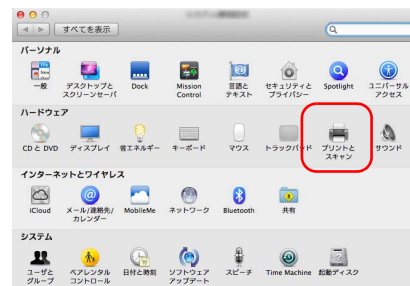 すべてを表示
パーソナル
一般
デスクトップと
スクリーンセーバ
Dock
Mission
Control
言語と
テキスト
セキュリティと
プライバシー
Spotlight
ユニバーサル
アクセス
ハードウェア
CD と DVD
ディスプレイ
省エネルギー
キーボード
マウス
トラックパッド
プリントと
スキャン
サウンド
インターネットとワイヤレス
iCloud
メール/連絡先/
カレンダー
MobileMe
ネットワーク
Bluetooth
共有
システム
ユーザと
グループ
ペアレンタル
コントロール
日付と時刻
ソフトウェア
アップデート
スピーチ
Time Machine
起動ディスク